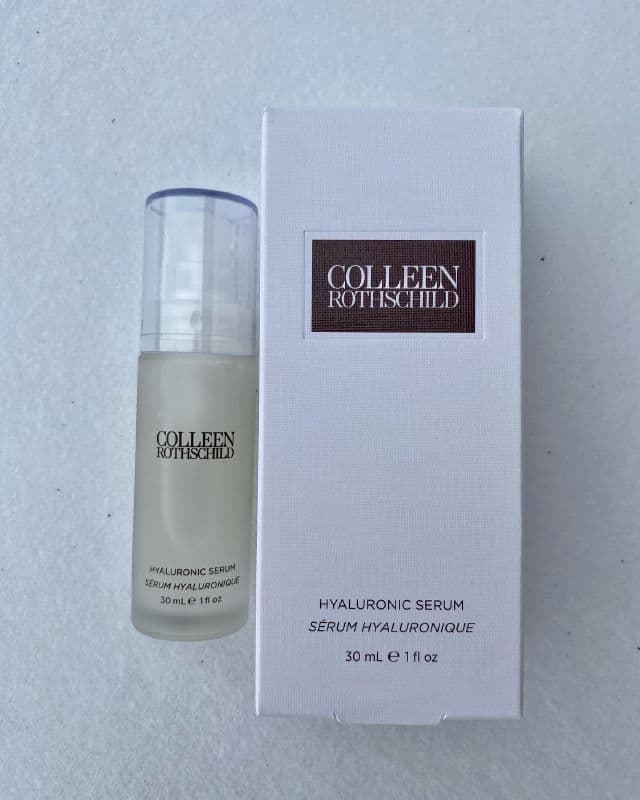 COLLEEN
ROTHSCHILD
HYALURONIC SERUM
SÉRUM HYALURONIQUE
30 mL ℮ 1 fl oz
COLLEEN
ROTHSCHILD
HYALURONIC SERUM
SÉRUM HYALURONIQUE
30 mL ℮ 1 fl oz